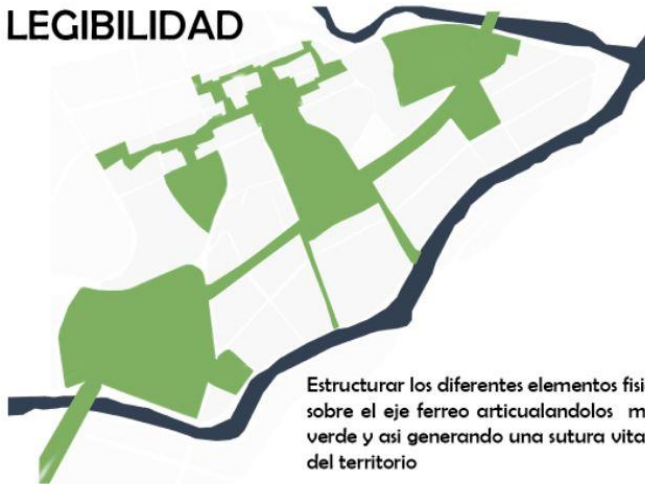 LEGIBILIDAD
Estructurar los diferentes elementos
sobre el eje ferreo articualandolos
verde y asi generando una sutura
del territorio